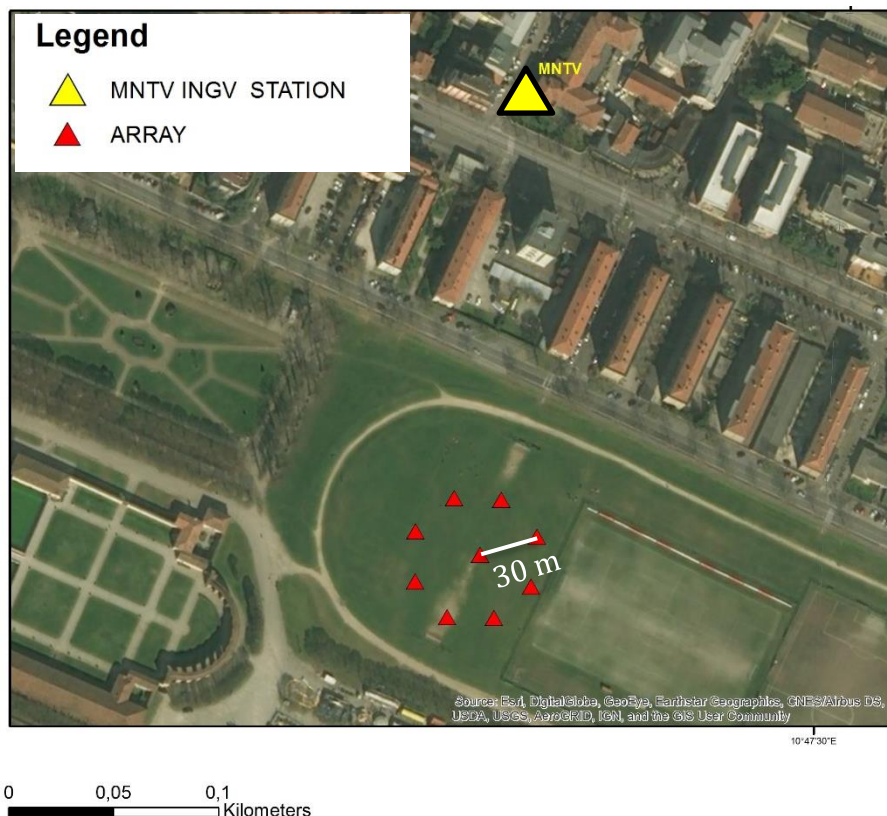 Legend
MNTV INGV STATION
ARRAY
MNTV
30 m
Source: Esri, DigitalGlobe, GeoEye, Earthstar Geographics, CNES/Airbus DS,
USDA, USGS, AeroGRID, IGN, and the GIS User Community
10°47'30"E
0 0,05 0,1
Kilometers